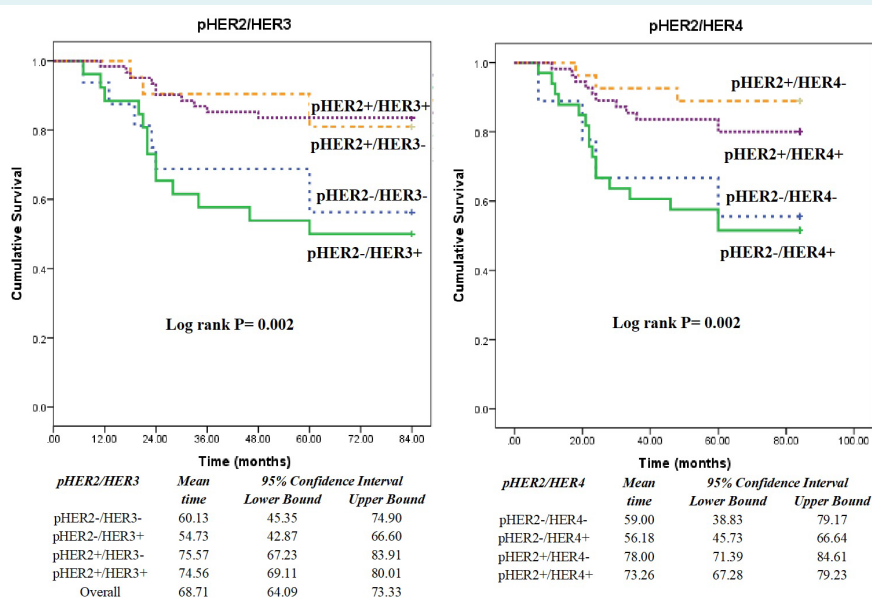 pHER2/HER3
Cumulative Survival
1.0
0.8
0.6
0.4
0.2
0.0
pHER2+/HER3+
pHER2+/HER3-
pHER2-/HER3-
pHER2-/HER3+
Log rank P= 0.002
.00 12.00 24.00 36.00 48.00 60.00 72.00 84.00
Time (months)
pHER2/HER3 Mean time 95% Confidence Interval
Lower Bound Upper Bound
pHER2-/HER3- 60.13 45.35 74.90
pHER2-/HER3+ 54.73 42.87 66.60
pHER2+/HER3- 75.57 67.23 83.91
pHER2+/HER3+ 74.56 69.11 80.01
Overall 68.71 64.09 73.33
pHER2/HER4
Cumulative Survival
1.0
0.8
0.6
0.4
0.2
0.0
pHER2+/HER4-
pHER2+/HER4+
pHER2-/HER4-
pHER2-/HER4+
Log rank P= 0.002
.00 20.00 40.00 60.00 80.00 100.00
Time (months)
pHER2/HER4 Mean time 95% Confidence Interval
Lower Bound Upper Bound
pHER2-/HER4- 59.00 38.83 79.17
pHER2-/HER4+ 56.18 45.73 66.64
pHER2+/HER4- 78.00 71.39 84.61
pHER2+/HER4+ 73.26 67.28 79.23